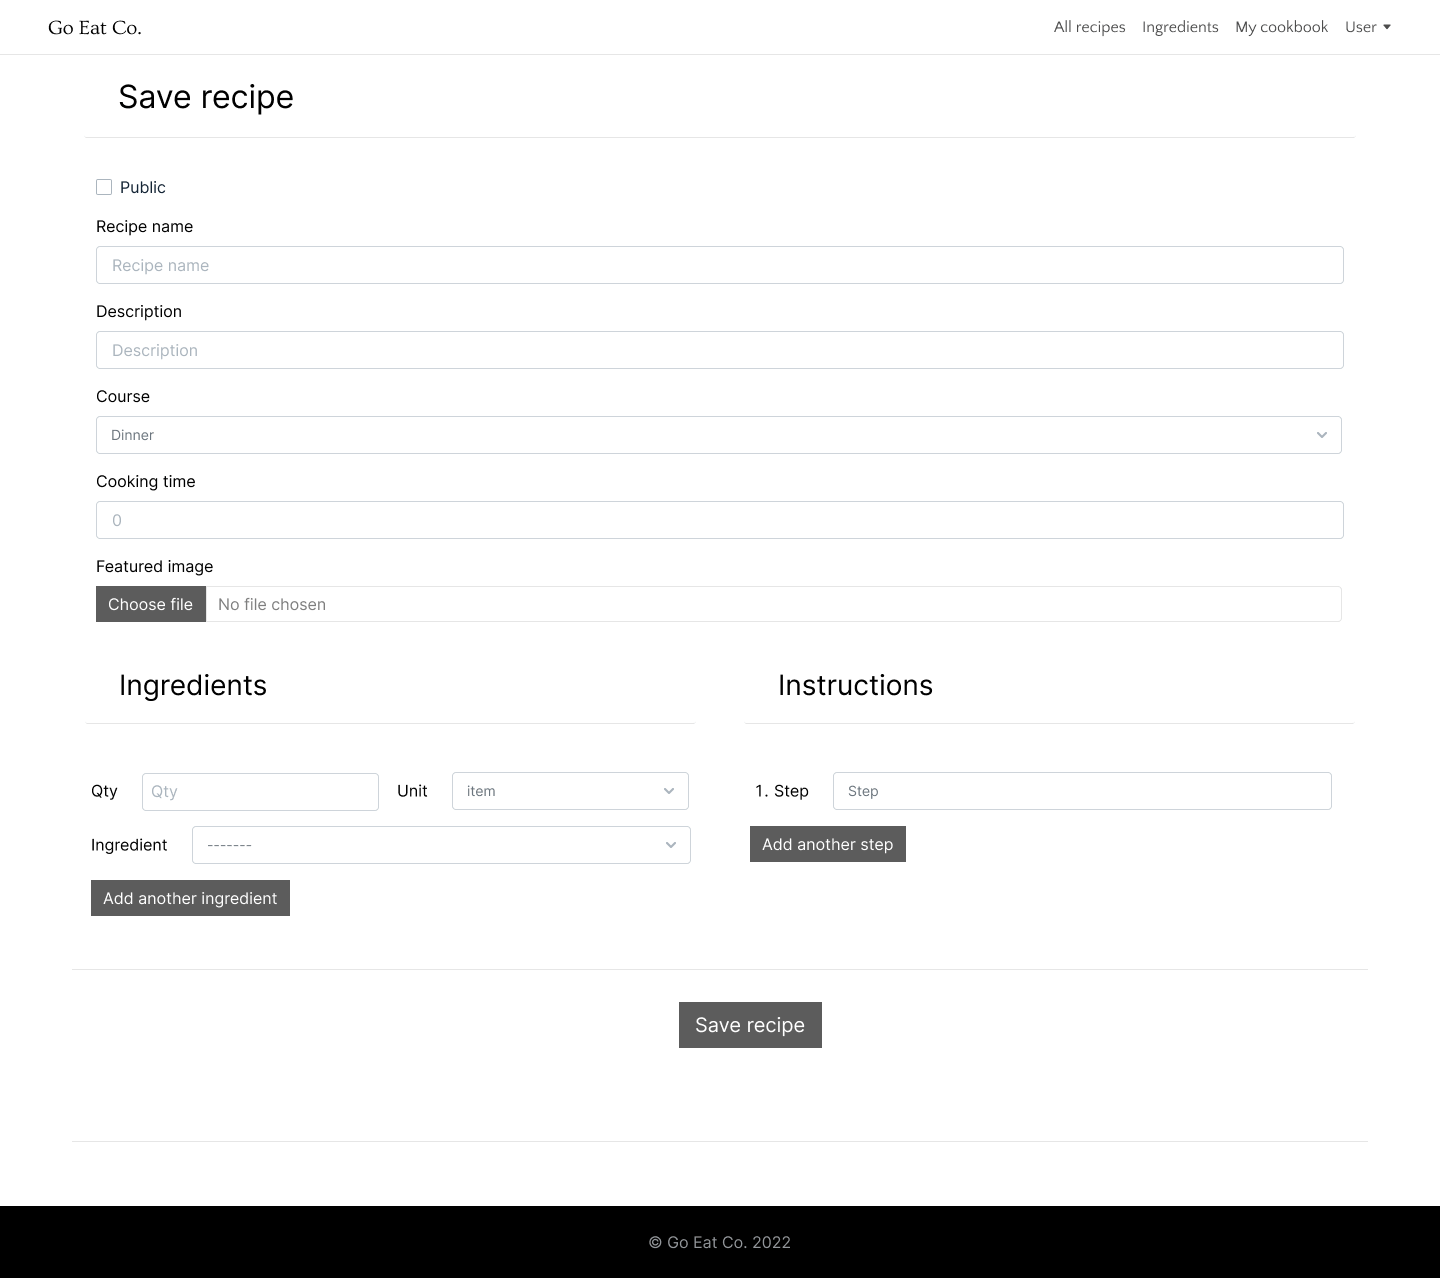 Go Eat Co.
All recipes Ingredients My cookbook User
Save recipe
Public
Recipe name
Recipe name
Description
Description
Course
Dinner
Cooking time
0
Featured image
Choose file No file chosen
Ingredients
Qty Qty Unit item
Ingredient -------
Add another ingredient
Instructions
1. Step Step
Add another step
Save recipe
© Go Eat Co. 2022